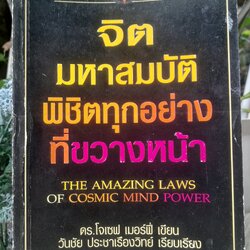 จิต
มหาสมบัติ
พิชิตทุกอย่าง
ที่ขวางหน้า
THE AMAZING LAWS
OF COSMIC MIND POWER
ดร.โจเซฟ เมอร์ฟี่ เขียน
วันชัย ประชาเรืองวิทย์ เรียบเรียง